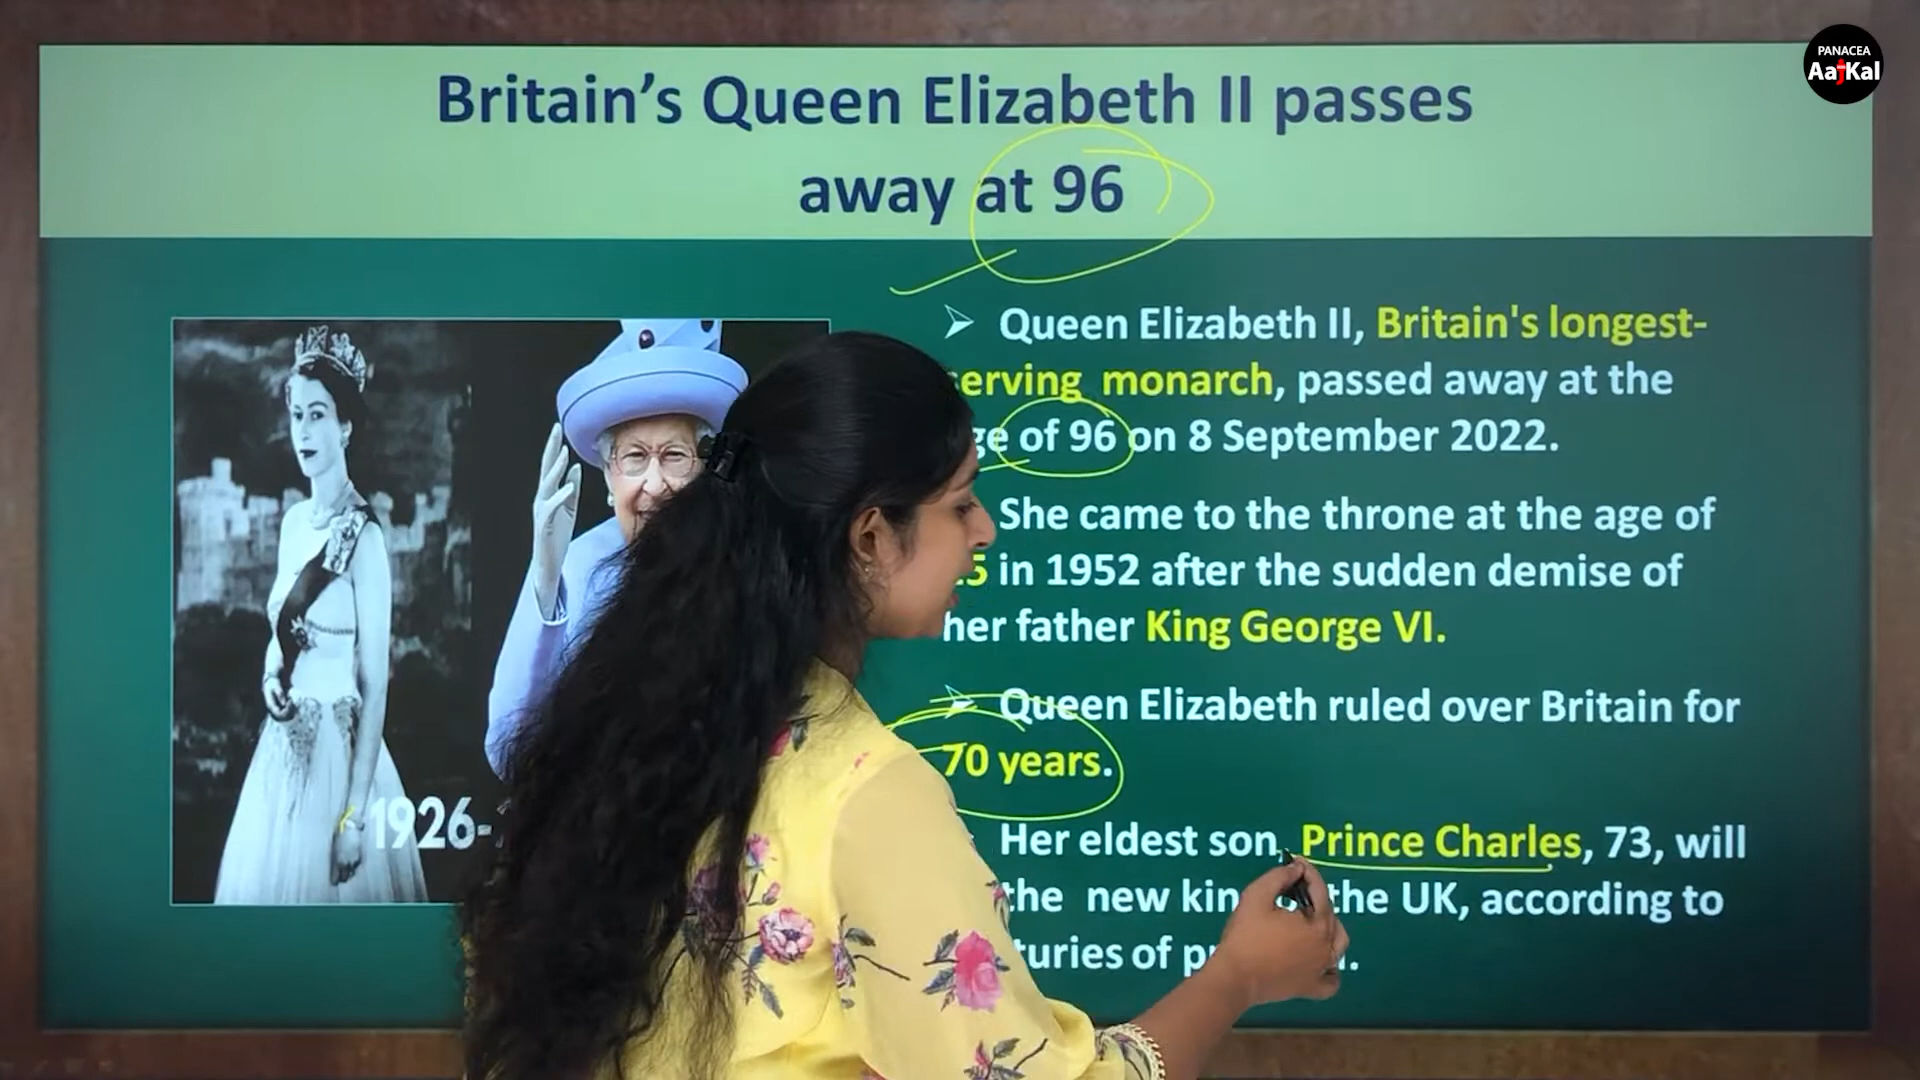 PANACEA
AajKal
Britain's Queen Elizabeth II passes
away at 96
Queen Elizabeth II, Britain's longest-
serving monarch, passed away at the
of 96 on 8 September 2022.
She came to the throne at the age of
in 1952 after the sudden demise of
her father King George VI.
Queen Elizabeth ruled over Britain for
70 years.
Her eldest son, Prince Charles, 73, will
the new the UK, according to
of
1926-